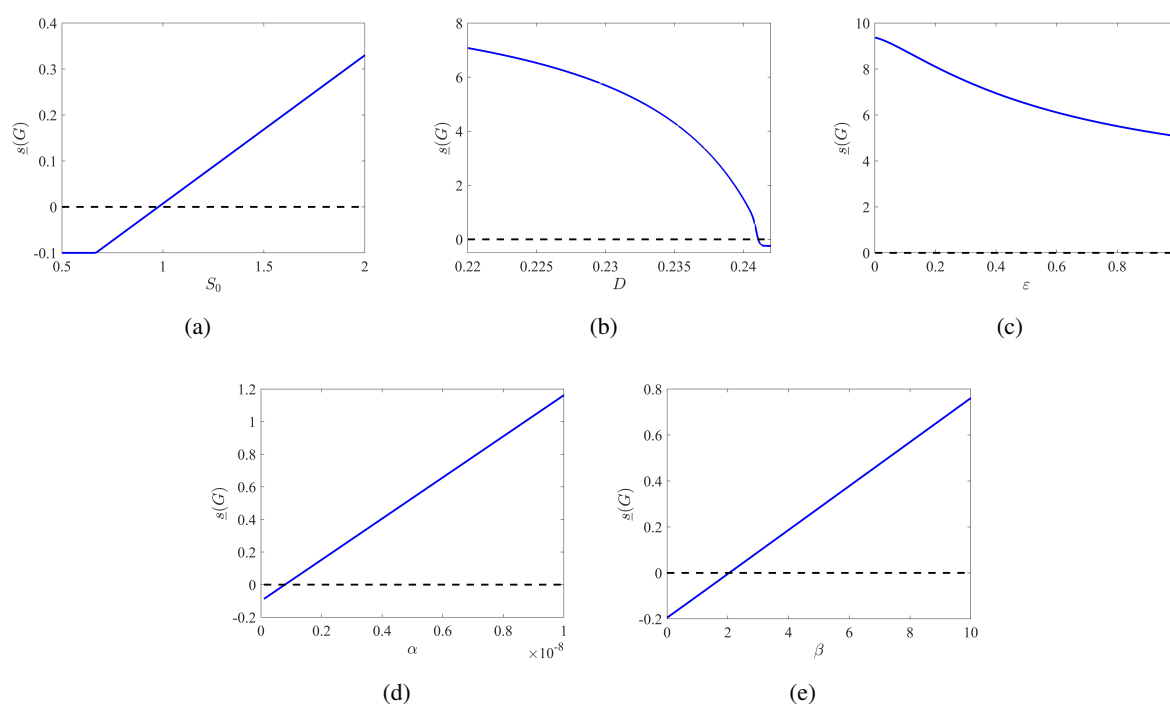 0.4
0.3
0.2
0.1
0
-0.1
s(G)
0.5 1 1.5 2
S₀
(a)
8
6
4
2
0
s(G)
0.22 0.225 0.23 0.235 0.24
D
(b)
10
8
6
4
2
0
s(G)
0 0.2 0.4 0.6 0.8
ε
(c)
1.2
1
0.8
0.6
0.4
0.2
0
-0.2
s(G)
0 0.2 0.4 0.6 0.8 1
α
×10⁻⁸
(d)
0.8
0.6
0.4
0.2
0
-0.2
s(G)
0 2 4 6 8 10
β
(e)